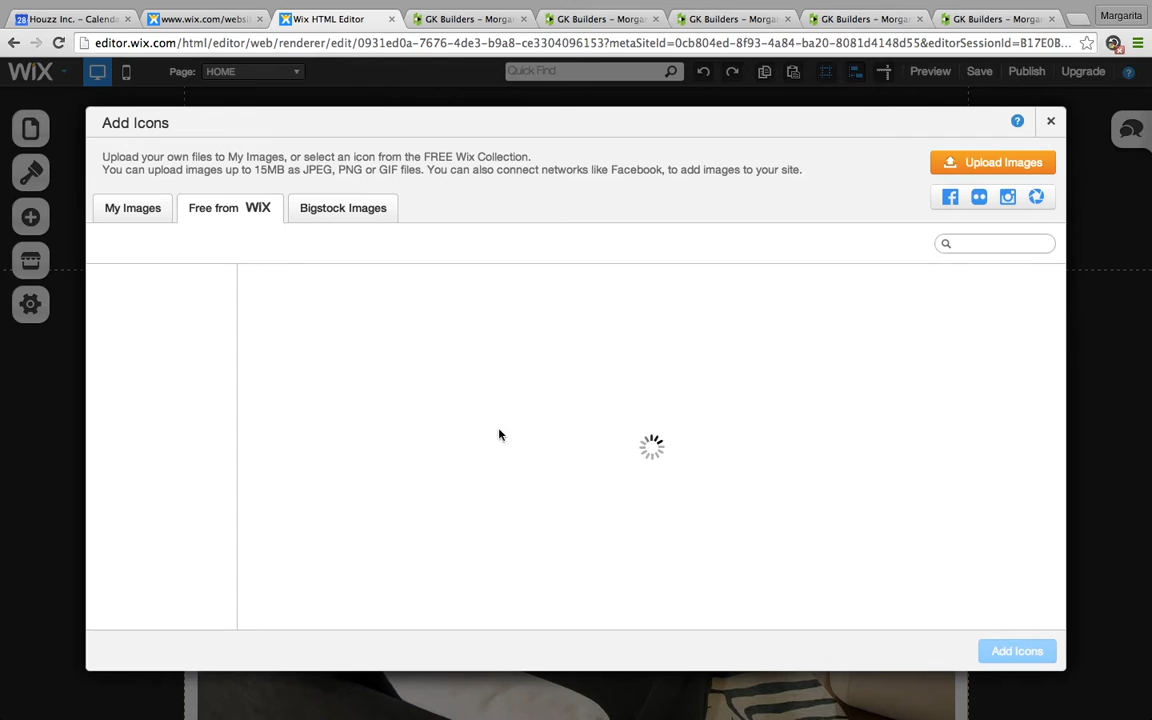 Houzz Inc. – Calenda
www.wix.com/websi
Wix HTML Editor
GK Builders – Morgan
GK Builders – Morgan
GK Builders – Morgan
GK Builders – Morgan
GK Builders – Morgan
Margarita
editor.wix.com/html/editor/web/renderer/edit/0931ed0a-7676-4de3-b9a8-ce3304096153?metaSiteId=0cb804ed-8f93-4a84-ba20-8081d4148d55&editorSessionId=B17E0B...
WiX
Page:
HOME
Quick Find
Preview
Save
Publish
Upgrade
?
Add Icons
?
Upload your own files to My Images, or select an icon from the FREE Wix Collection.
You can upload images up to 15MB as JPEG, PNG or GIF files. You can also connect networks like Facebook, to add images to your site.
Upload Images
My Images
Free from WiX
Bigstock Images
Add Icons